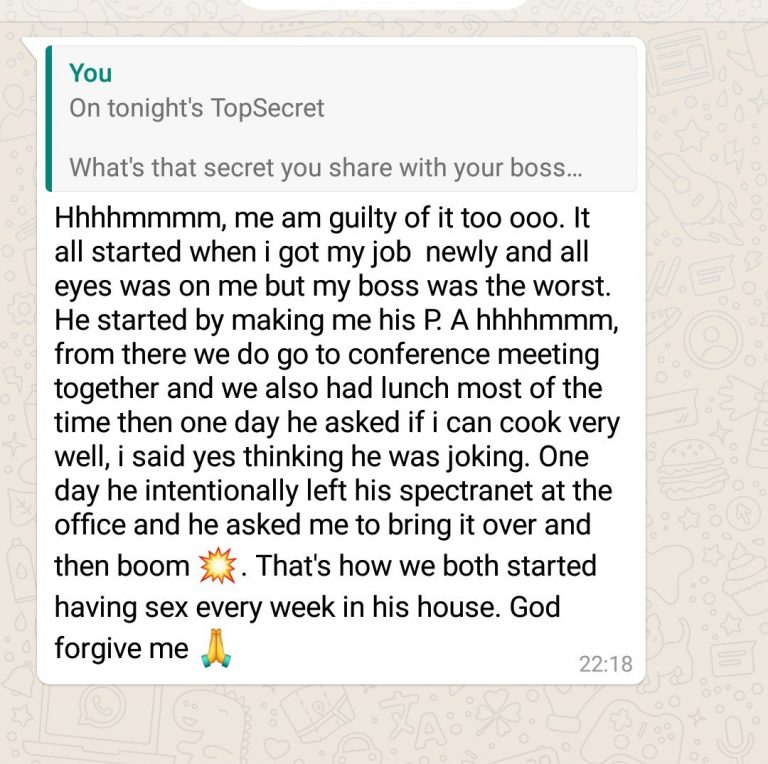 You
On tonight's TopSecret
What's that secret you share with your boss...
Hhhhmmmm, me am guilty of it too ooo. It
all started when i got my job  newly and all
eyes was on me but my boss was the worst.
He started by making me his P. A hhhhmmm,
from there we do go to conference meeting
together and we also had lunch most of the
time then one day he asked if i can cook very
well, i said yes thinking he was joking. One
day he intentionally left his spectranet at the
office and he asked me to bring it over and
then boom 💥. That's how we both started
having sex every week in his house. God
forgive me 🙏
22:18